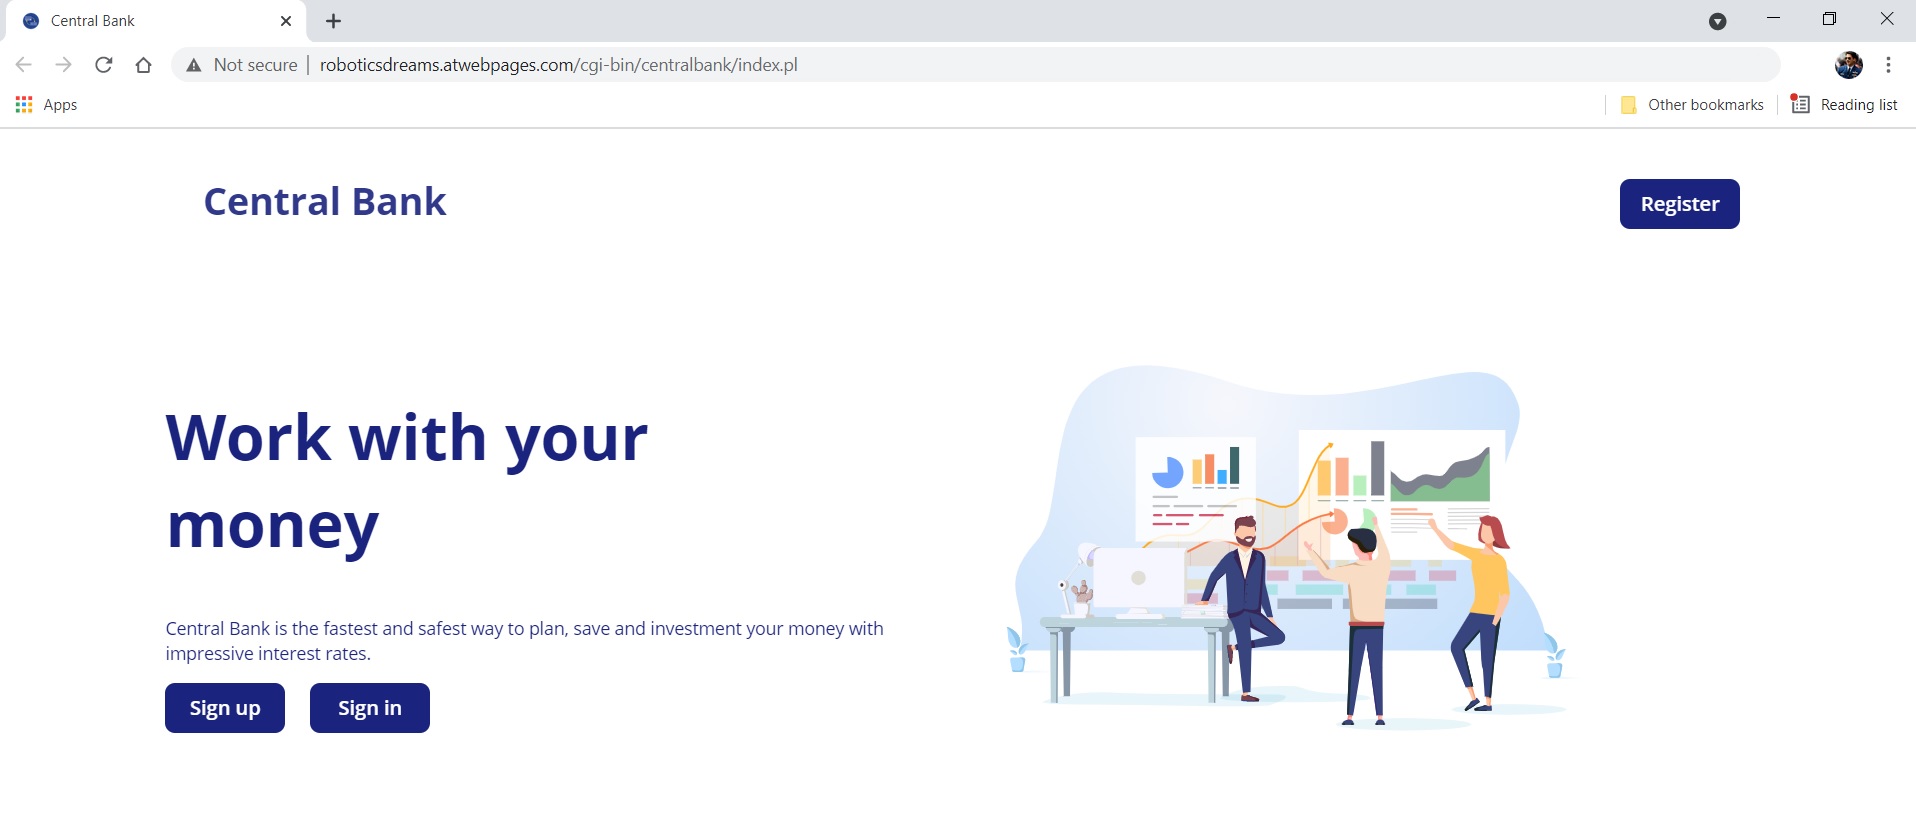 Central Bank
Not secure | roboticsdreams.atwebpages.com/cgi-bin/centralbank/index.pl
Apps
Other bookmarks
Reading list
Central Bank
Register
Work with your
money
Central Bank is the fastest and safest way to plan, save and investment your money with
impressive interest rates.
Sign up
Sign in